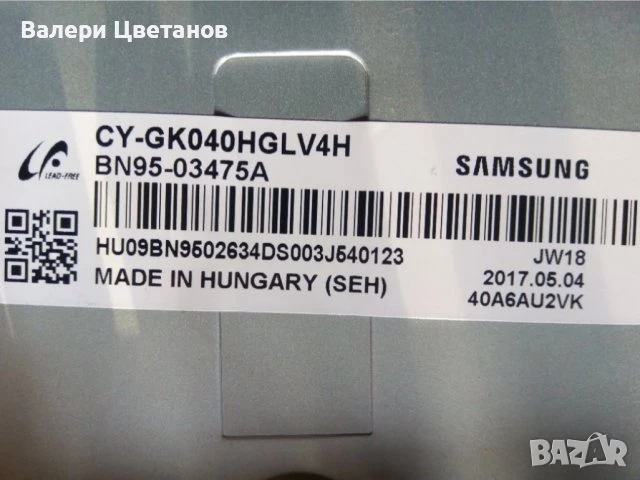 Валери Цветанов
CY-GK040HGLV4H
BN95-03475A
SAMSUNG
LEAD-FREE
HU09BN9502634DS003J540123
JW18
MADE IN HUNGARY (SEH)
2017.05.04
40A6AU2VK
BAZAR